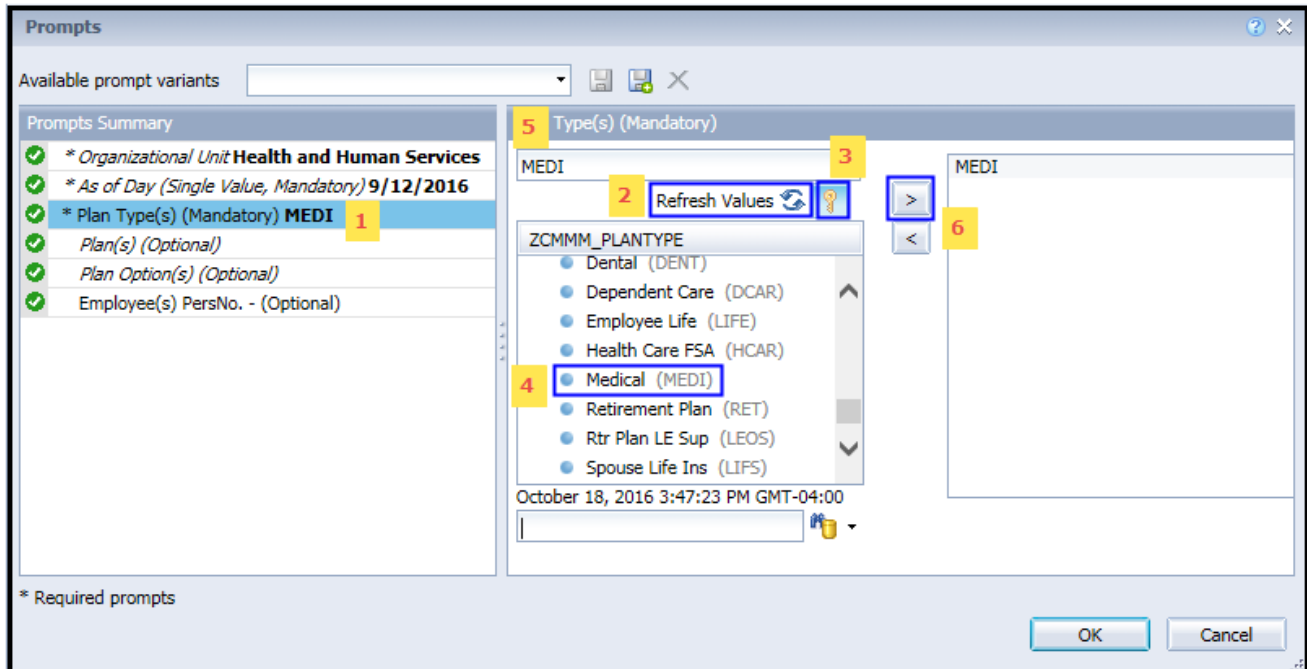 Prompts
Available prompt variants
Prompts Summary
* Organizational Unit Health and Human Services
* As of Day (Single Value, Mandatory) 9/12/2016
* Plan Type(s) (Mandatory) MEDI
1
Plan(s) (Optional)
Plan Option(s) (Optional)
Employee(s) PersNo. - (Optional)
5 Type(s) (Mandatory)
MEDI
3
2 Refresh Values
ZCMMM_PLANTYPE
Dental (DENT)
Dependent Care (DCAR)
Employee Life (LIFE)
Health Care FSA (HCAR)
4 Medical (MEDI)
Retirement Plan (RET)
Rtr Plan LE Sup (LEOS)
Spouse Life Ins (LIFS)
October 18, 2016 3:47:23 PM GMT-04:00
>
<
6
MEDI
* Required prompts
OK Cancel